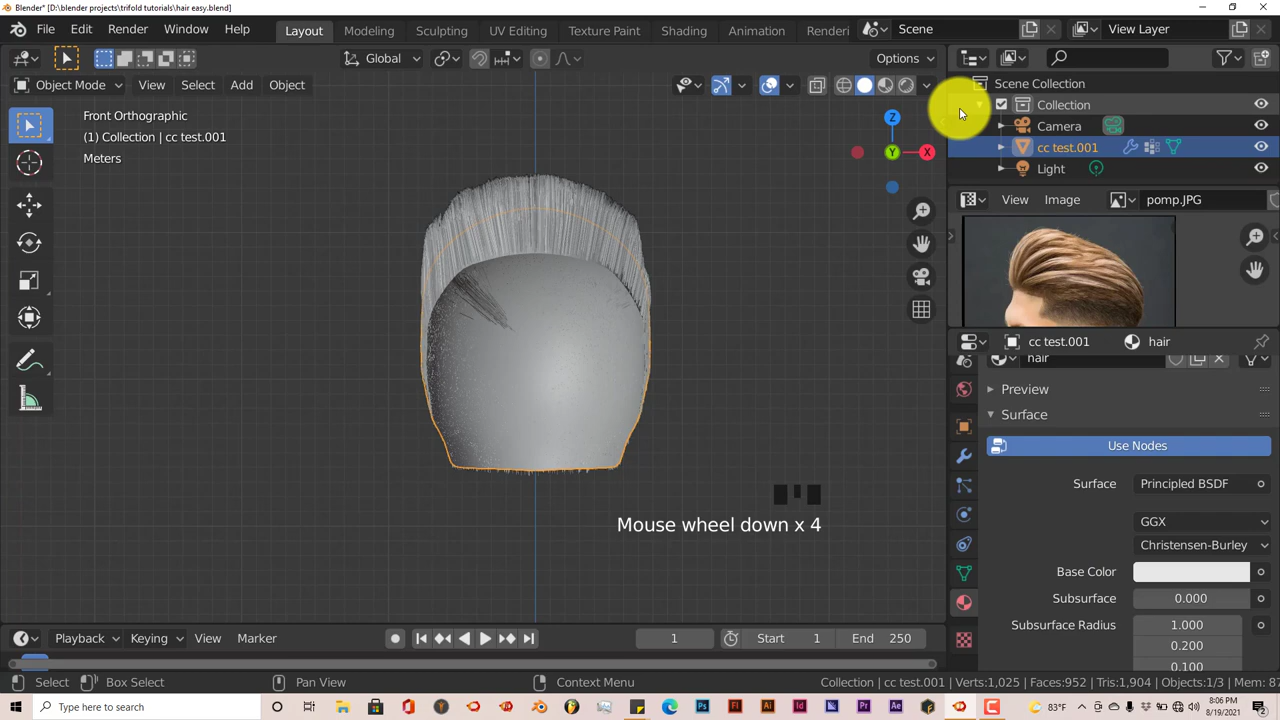 Blender* [D:\blender projects\trifold tutorials\hair easy.blend]
File Edit Render Window Help Layout Modeling Sculpting UV Editing Texture Paint Shading Animation Renderi Scene View Layer
Global Options
Object Mode View Select Add Object
Scene Collection
Collection
Camera
cc test.001
Light
Front Orthographic
(1) Collection | cc test.001
Meters
Z
Y
X
View Image pomp.JPG
cc test.001 hair
hair
Preview
Surface
Use Nodes
Surface Principled BSDF
GGX
Christensen-Burley
Base Color
Subsurface 0.000
Subsurface Radius 1.000
0.200
0.100
Mouse wheel down x 4
Playback Keying View Marker 1 Start 1 End 250
Select Box Select Pan View Context Menu Collection | cc test.001 | Verts:1,025 | Faces:952 | Tris:1,904 | Objects:1/3 | Mem: 87
Type here to search
Ps Fl Ai Id Pr Ae
83°F
8:06 PM
8/19/2021